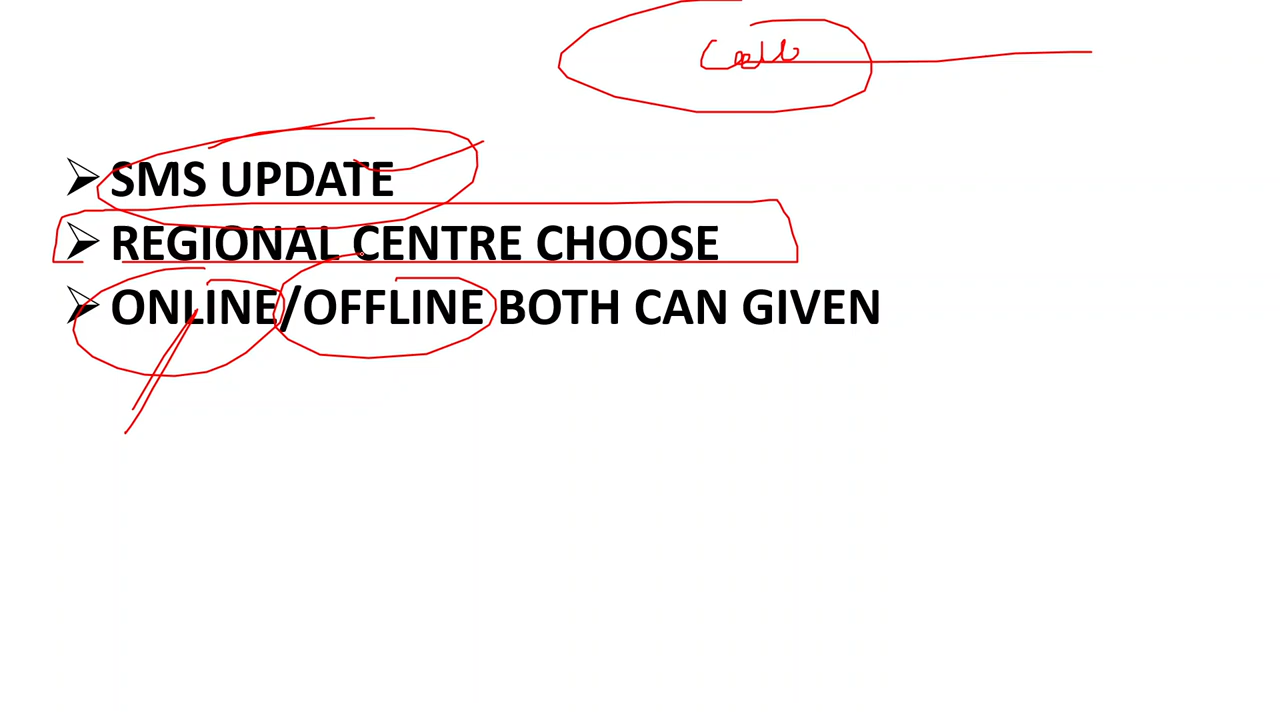 ➢ SMS UPDATE
➢ REGIONAL CENTRE CHOOSE
➢ ONLINE/OFFLINE BOTH CAN GIVEN